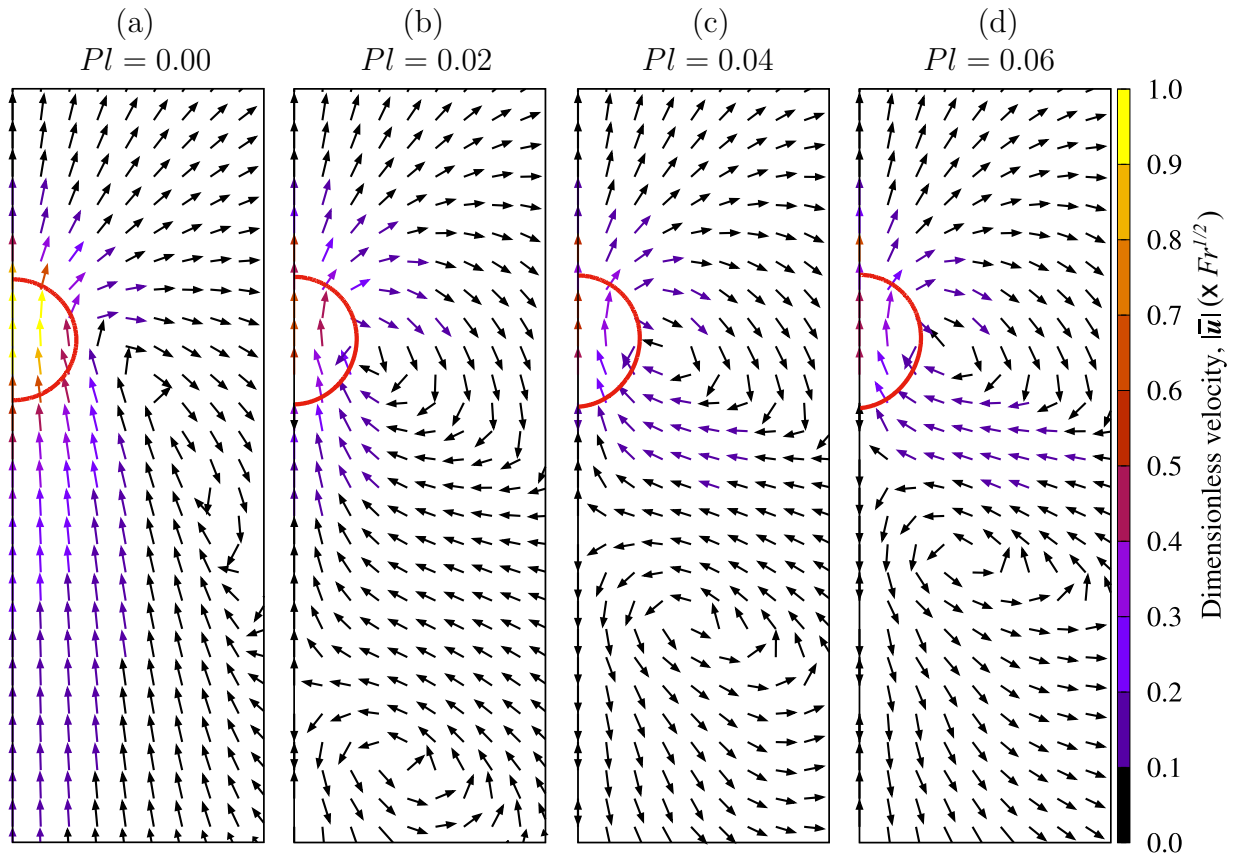 (a)
(b)
(c)
(d)
Pl = 0.00
Pl = 0.02
Pl = 0.04
Pl = 0.06
1.0
0.9
0.8
0.7
0.6
0.5
0.4
0.3
0.2
0.1
0.0
Dimensionless velocity, |u̅| (x Fr^1/2)